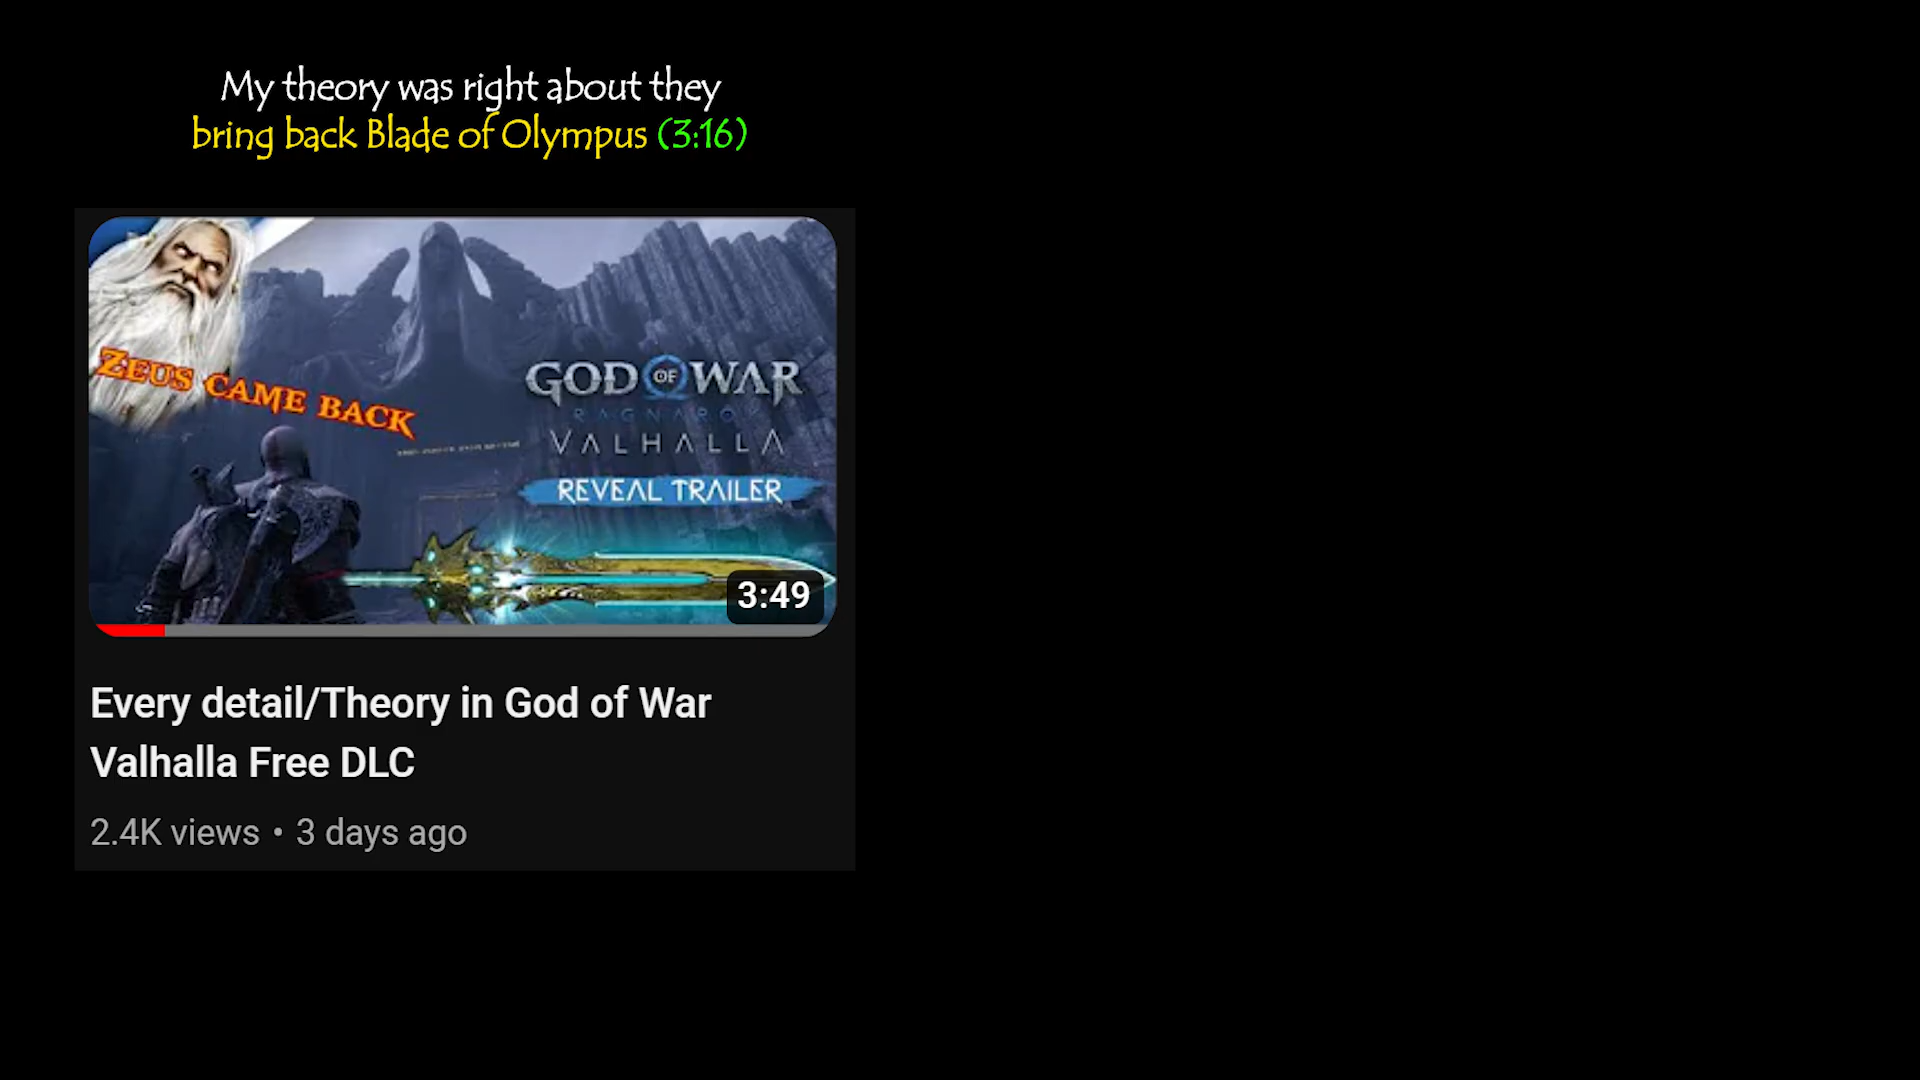 My theory was right about they
bring back Blade of Olympus (3:16)
ZEUS CAME BACK
GOD OF WAR
RAGNAROK
VALHALLA
REVEAL TRAILER
3:49
Every detail/Theory in God of War
Valhalla Free DLC
2.4K views • 3 days ago